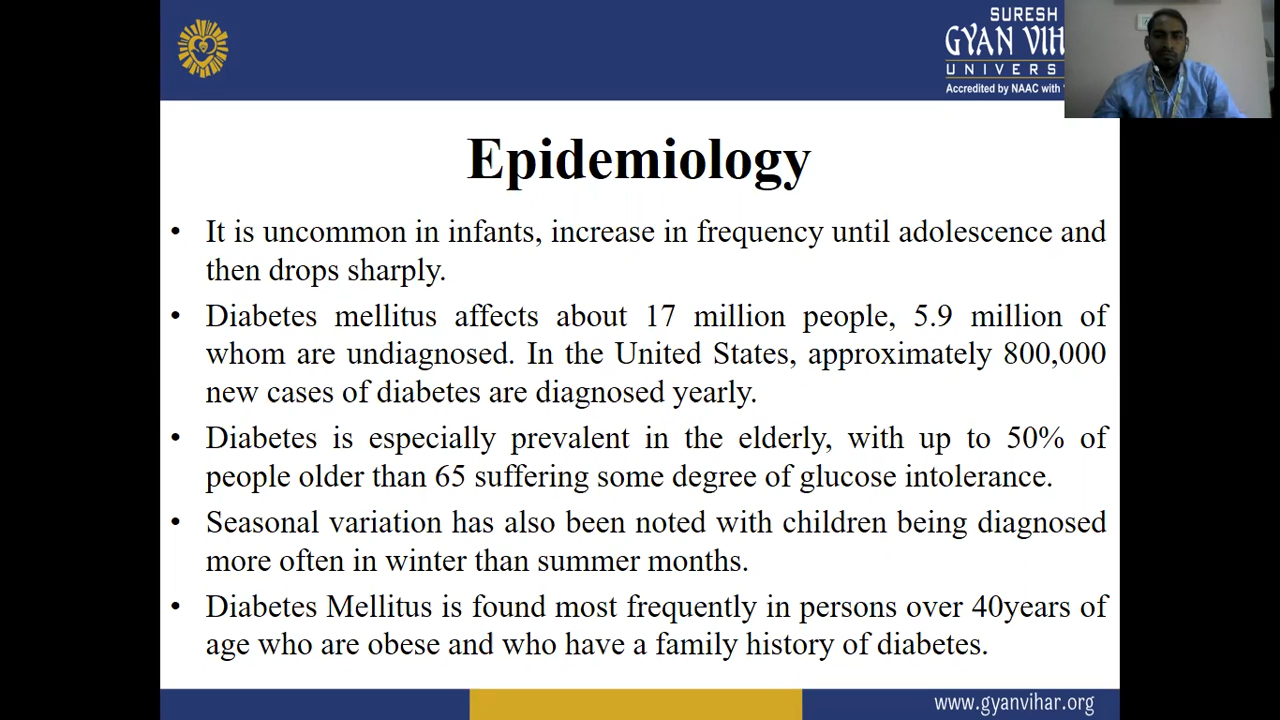 SURESH
GYAN VIH
UNIVERS
Accredited by NAAC with
Epidemiology
• It is uncommon in infants, increase in frequency until adolescence and
then drops sharply.
• Diabetes mellitus affects about 17 million people, 5.9 million of
whom are undiagnosed. In the United States, approximately 800,000
new cases of diabetes are diagnosed yearly.
• Diabetes is especially prevalent in the elderly, with up to 50% of
people older than 65 suffering some degree of glucose intolerance.
• Seasonal variation has also been noted with children being diagnosed
more often in winter than summer months.
• Diabetes Mellitus is found most frequently in persons over 40years of
age who are obese and who have a family history of diabetes.
www.gyanvihar.org